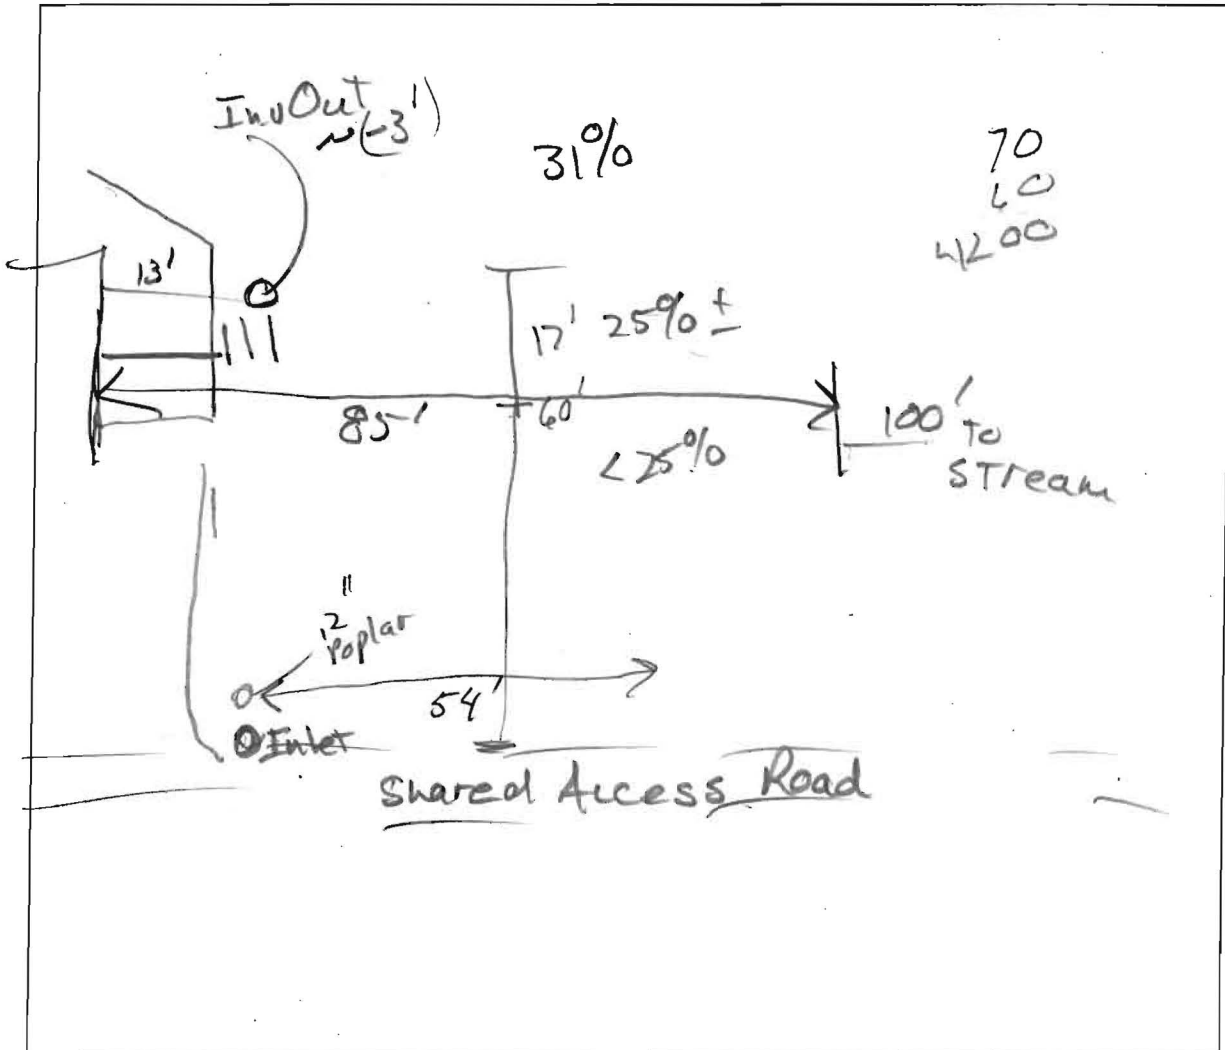 InvOut
~(-3')
31%
70
60
4200
13'
17' 25% ±
85'
60'
<25%
100' To
STream
12"
Poplar
54'
Inlet
Shared Access Road